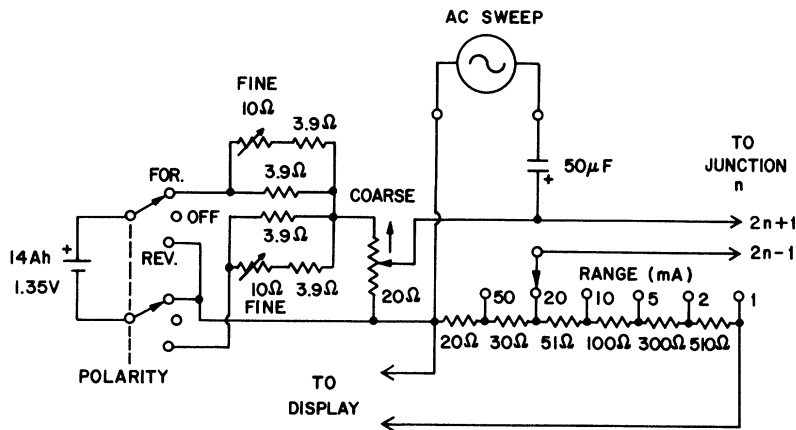 AC SWEEP
FINE
10Ω
3.9Ω
3.9Ω
FOR.
OFF
REV.
14Ah
+
1.35V
3.9Ω
10Ω
3.9Ω
FINE
POLARITY
COARSE
20Ω
50μF
+
TO
JUNCTION
n
2n+1
2n-1
RANGE (mA)
50
20
10
5
2
1
20Ω
30Ω
51Ω
100Ω
300Ω
510Ω
TO
DISPLAY